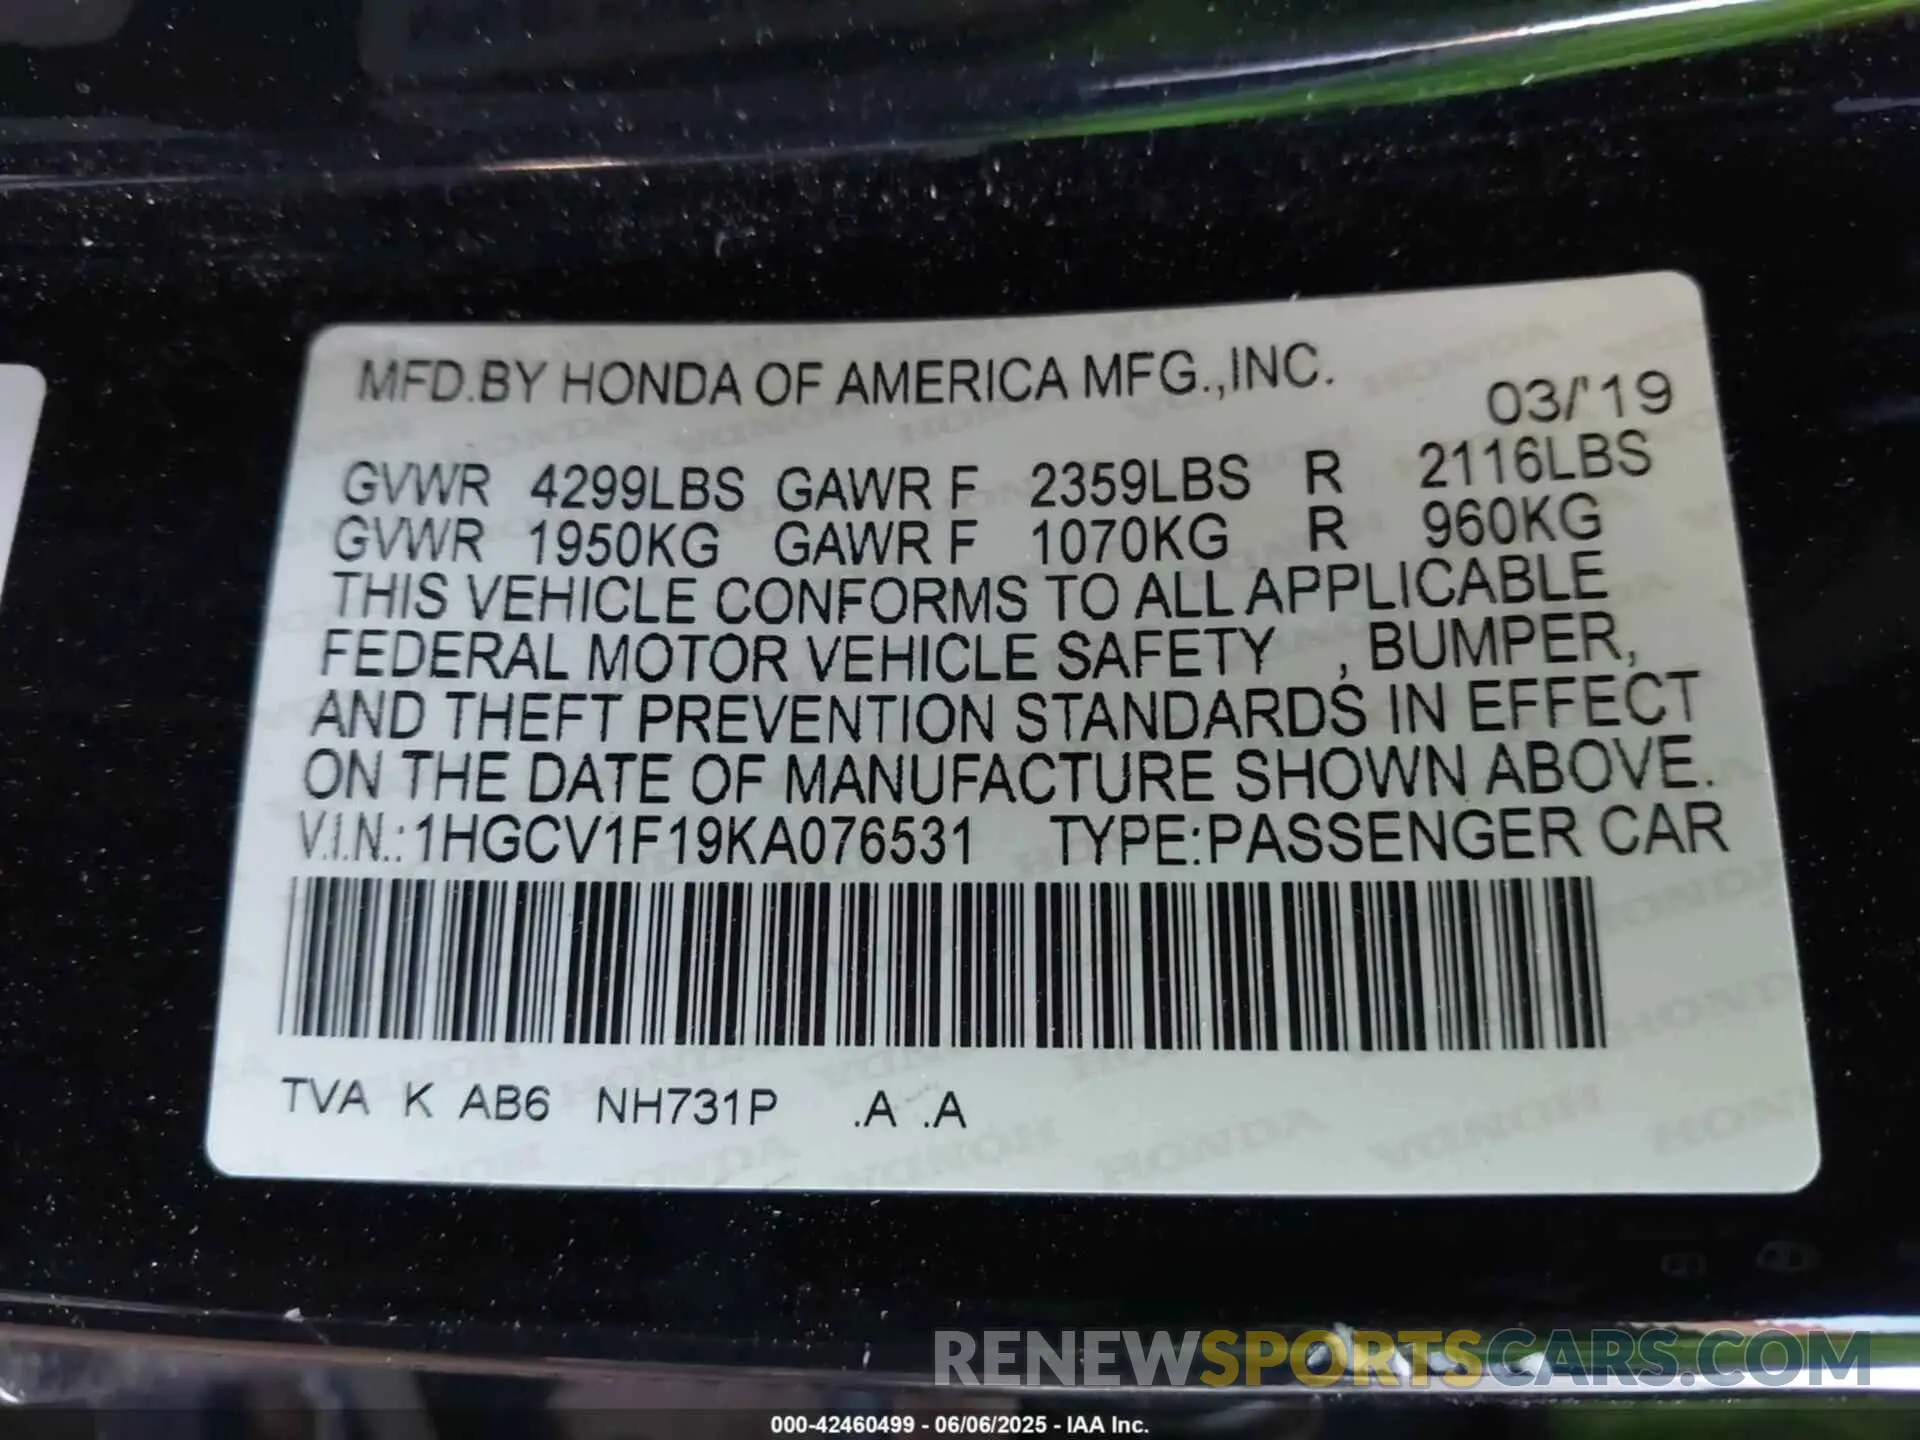 MFD.BY HONDA OF AMERICA MFG.,INC.
03/'19
GVWR 4299LBS GAWR F 2359LBS R 2116LBS
GVWR 1950KG GAWR F 1070KG R 960KG
THIS VEHICLE CONFORMS TO ALL APPLICABLE
FEDERAL MOTOR VEHICLE SAFETY , BUMPER,
AND THEFT PREVENTION STANDARDS IN EFFECT
ON THE DATE OF MANUFACTURE SHOWN ABOVE.
V.I.N.:1HGCV1F19KA076531 TYPE:PASSENGER CAR
TVA K AB6 NH731P .A .A
RENEWSPORTSCARS.COM
000-42460499 - 06/06/2025 - IAA Inc.